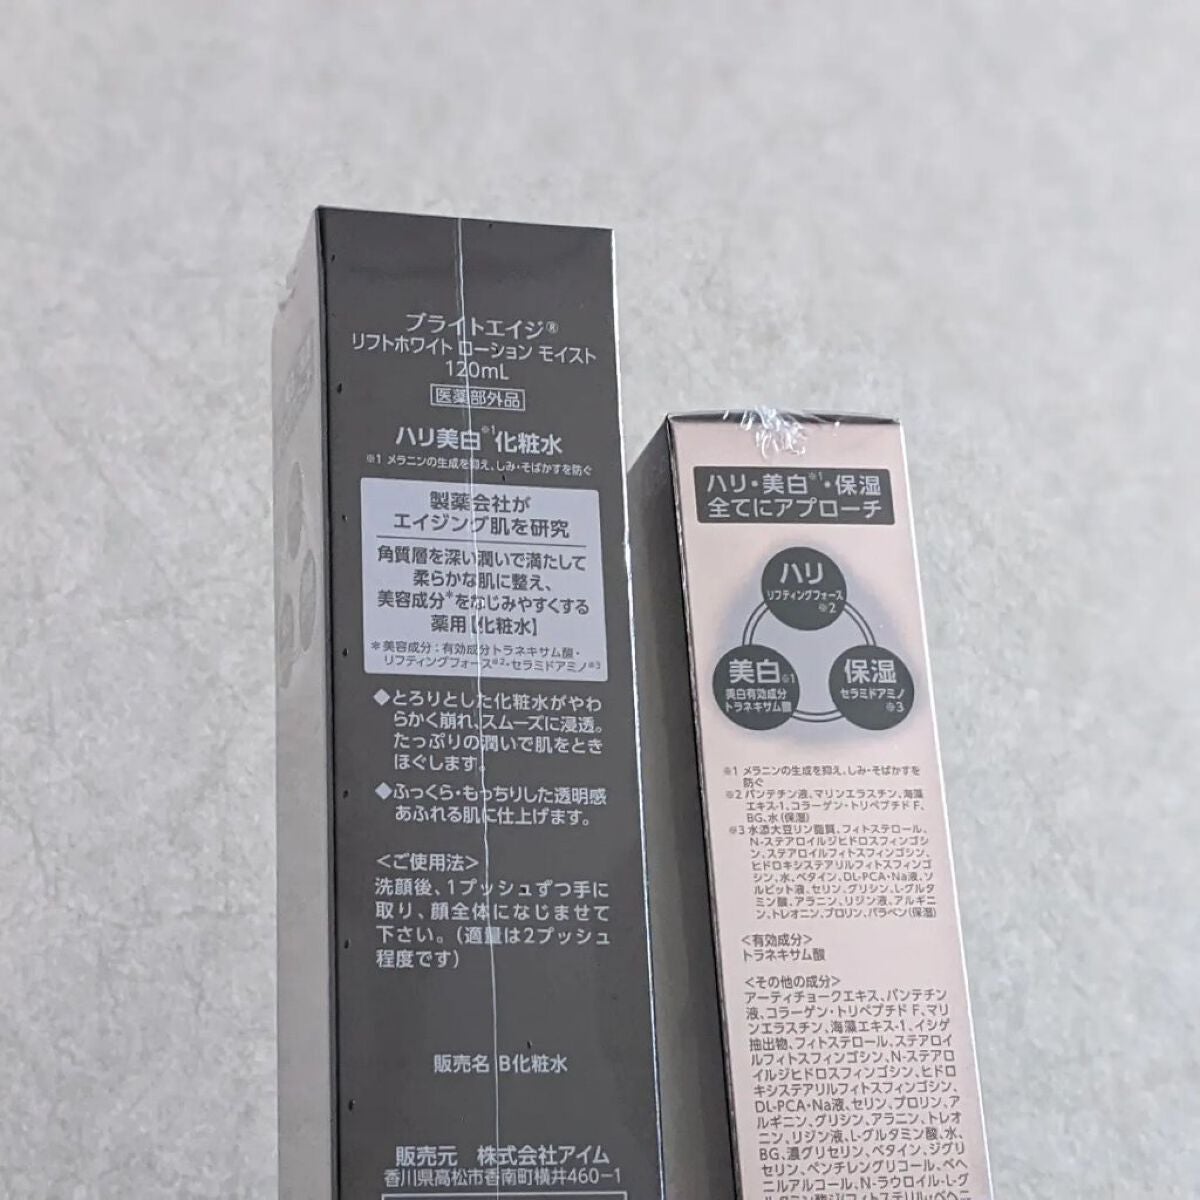 ブライトエイジ®
リフトホワイト ローション モイスト
120mL
医薬部外品
ハリ美白※1化粧水
※1 メラニンの生成を抑え、しみ・そばかすを防ぐ
製薬会社が
エイジング肌を研究
角質層を深い潤いで満たして
柔らかな肌に整え、
美容成分*をなじみやすくする
薬用【化粧水】
*美容成分：有効成分トラネキサム酸・
リフティングフォース※2・セラミドアミノ※3
◆とろりとした化粧水がやわ
らかく崩れ、スムーズに浸透。
たっぷりの潤いで肌をとき
ほぐします。
◆ふっくら・もっちりした透明感
あふれる肌に仕上げます。
<ご使用法>
洗顔後、1プッシュずつ手に
取り、顔全体になじませて
下さい。(適量は2プッシュ
程度です)
販売名 B化粧水
販売元 株式会社アイム
香川県高松市香南町横井460-1
ハリ・美白※1・保湿
全てにアプローチ
ハリ
リフティングフォース
※2
美白※1
美白有効成分
トラネキサム酸
保湿
セラミドアミノ
※3
※1 メラニンの生成を抑え、しみ・そばかすを
防ぐ
※2 パンテチン液、マリンエラスチン、海藻
エキス-1、コラーゲン・トリペプチド F、
BG、水(保湿)
※3 水添大豆リン脂質、フィトステロール、
N-ステアロイルジヒドロスフィンゴシ
ン、ステアロイルフィトスフィンゴシン、
ヒドロキシステアリルフィトスフィンゴ
シン、水、ベタイン、DL-PCA・Na液、ソ
ルビット液、セリン、グリシン、L-グルタ
ミン酸、アラニン、リジン液、アルギニ
ン、トレオニン、プロリン、パラベン(保湿)
<有効成分>
トラネキサム酸
<その他の成分>
アーティチョークエキス、パンテチン
液、コラーゲン・トリペプチド F、マリ
ンエラスチン、海藻エキス-1、イシゲ
抽出物、フィトステロール、ステアロイ
ルフィトスフィンゴシン、N-ステアロ
イルジヒドロスフィンゴシン、ヒドロ
キシステアリルフィトスフィンゴシン、
DL-PCA・Na液、セリン、プロリン、ア
ルギニン、グリシン、アラニン、トレオ
ニン、リジン液、L-グルタミン酸、水、
BG、濃グリセリン、ベタイン、ジグリ
セリン、ペンチレングリコール、ベヘ
ニルアルコール、N-ラウロイル-L-グ